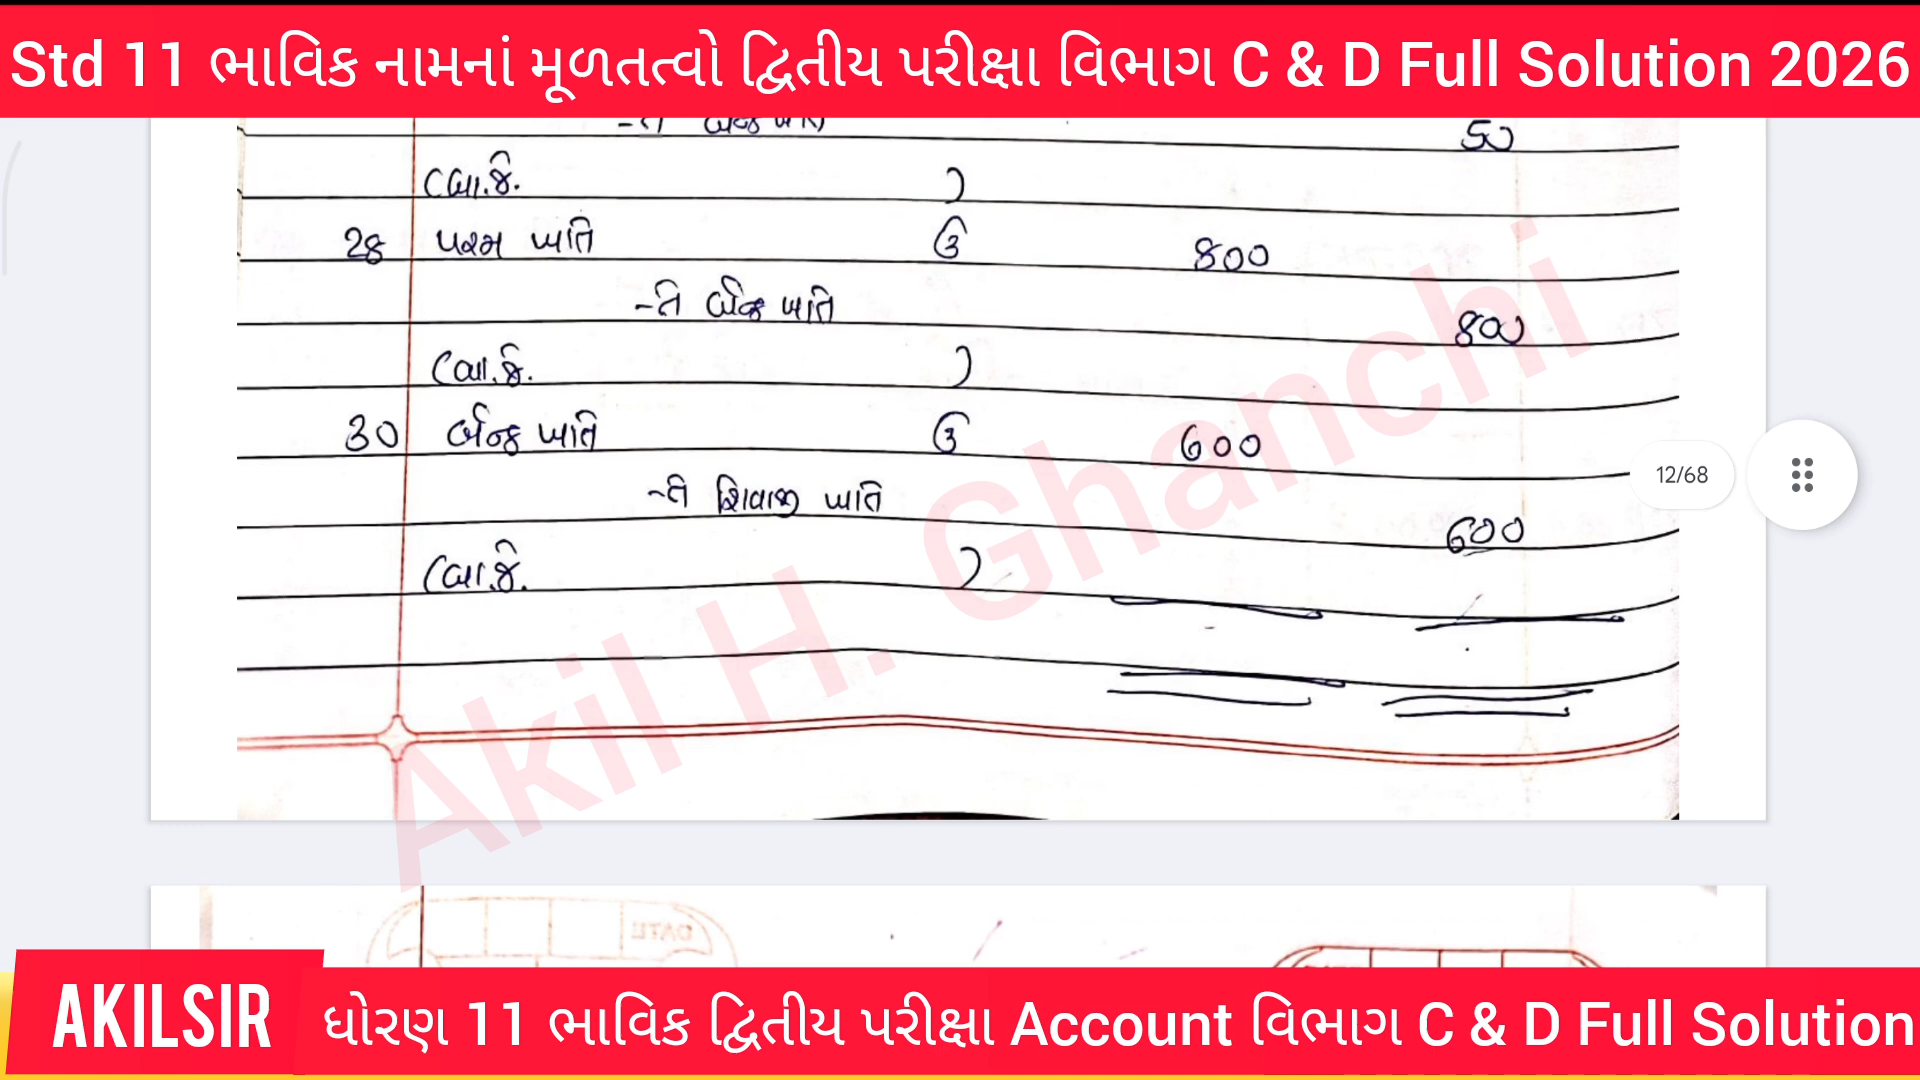 Std 11 ભાવિક નામનાં મૂળતત્વો દ્વિતીય પરીક્ષા વિભાગ C & D Full Solution 2026
-તે બેન્ક ખાતે 50
(બા.જે. )
28 પરમ ખાતે ઉ 800
-તે બેન્ક ખાતે
800
(બા.જે. )
30 બેન્ક ખાતે ઉ 600
12/68
-તે શિવાજી ખાતે
600
(બા.જે. )
Akil H. Ghanchi
DATE
AKILSIR
ધોરણ 11 ભાવિક દ્વિતીય પરીક્ષા Account વિભાગ C & D Full Solution